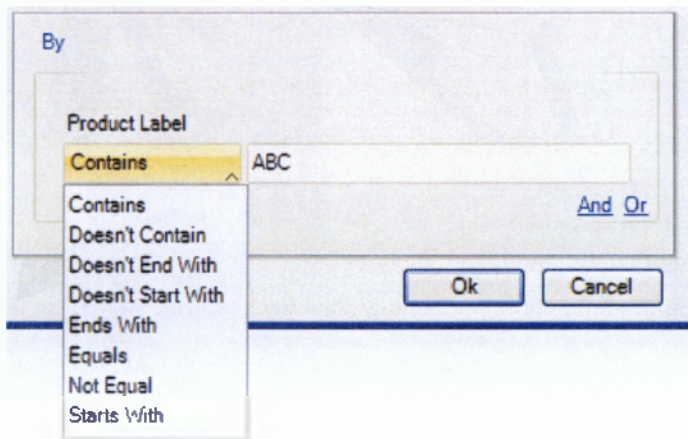 By
Product Label
Contains ABC
Contains
And Or
Doesn't Contain
Doesn't End With
Doesn't Start With
Ok Cancel
Ends With
Equals
Not Equal
Starts With